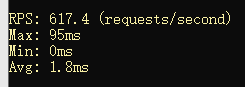 RPS: 617.4 (requests/second)
Max: 95ms
Min: 0ms
Avg: 1.8ms